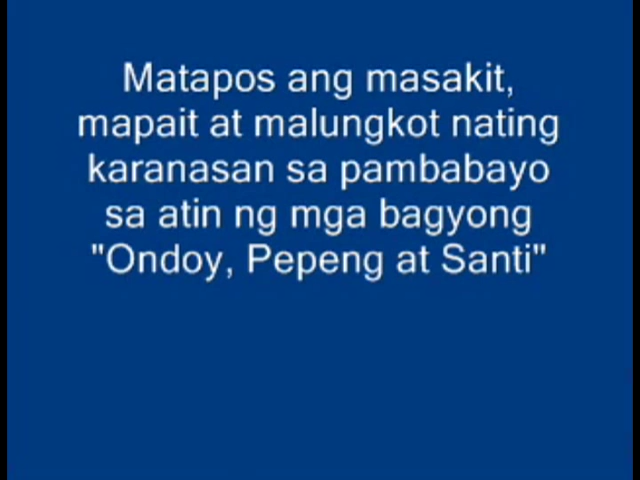 Matapos ang masakit,
mapait at malungkot nating
karanasan sa pambabayo
sa atin ng mga bagyong
"Ondoy, Pepeng at Santi"